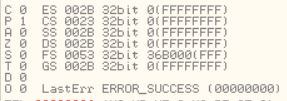 C 0 ES 002B 32bit 0(FFFFFFFF)
P 1 CS 0023 32bit 0(FFFFFFFF)
A 0 SS 002B 32bit 0(FFFFFFFF)
Z 0 DS 002B 32bit 0(FFFFFFFF)
S 0 FS 0053 32bit 36B000(FFF)
T 0 GS 002B 32bit 0(FFFFFFFF)
D 0
O 0 LastErr ERROR_SUCCESS (00000000)